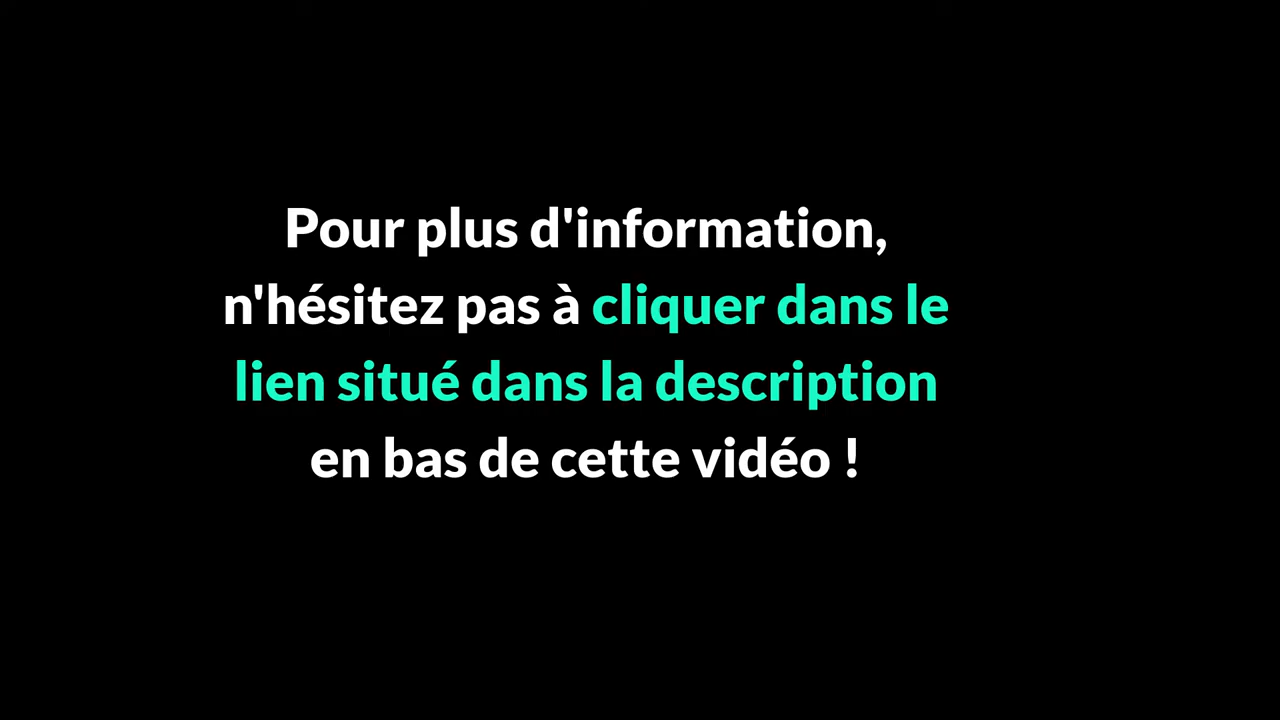 Pour plus d'information,
n'hésitez pas à cliquer dans le
lien situé dans la description
en bas de cette vidéo !